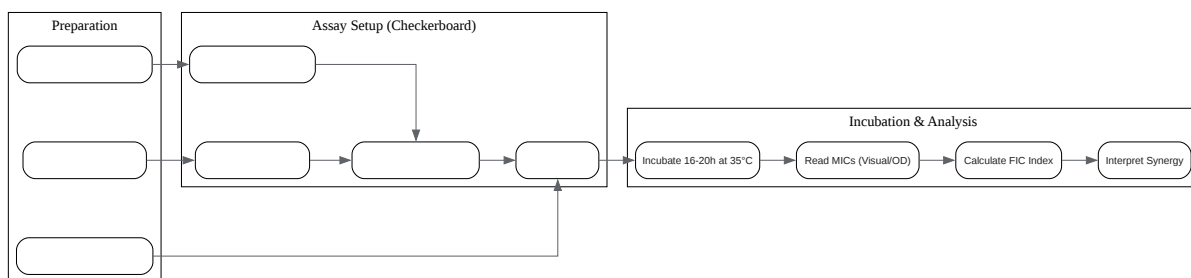 Preparation
Assay Setup (Checkerboard)
Incubation & Analysis
Incubate 16-20h at 35°C
Read MICs (Visual/OD)
Calculate FIC Index
Interpret Synergy